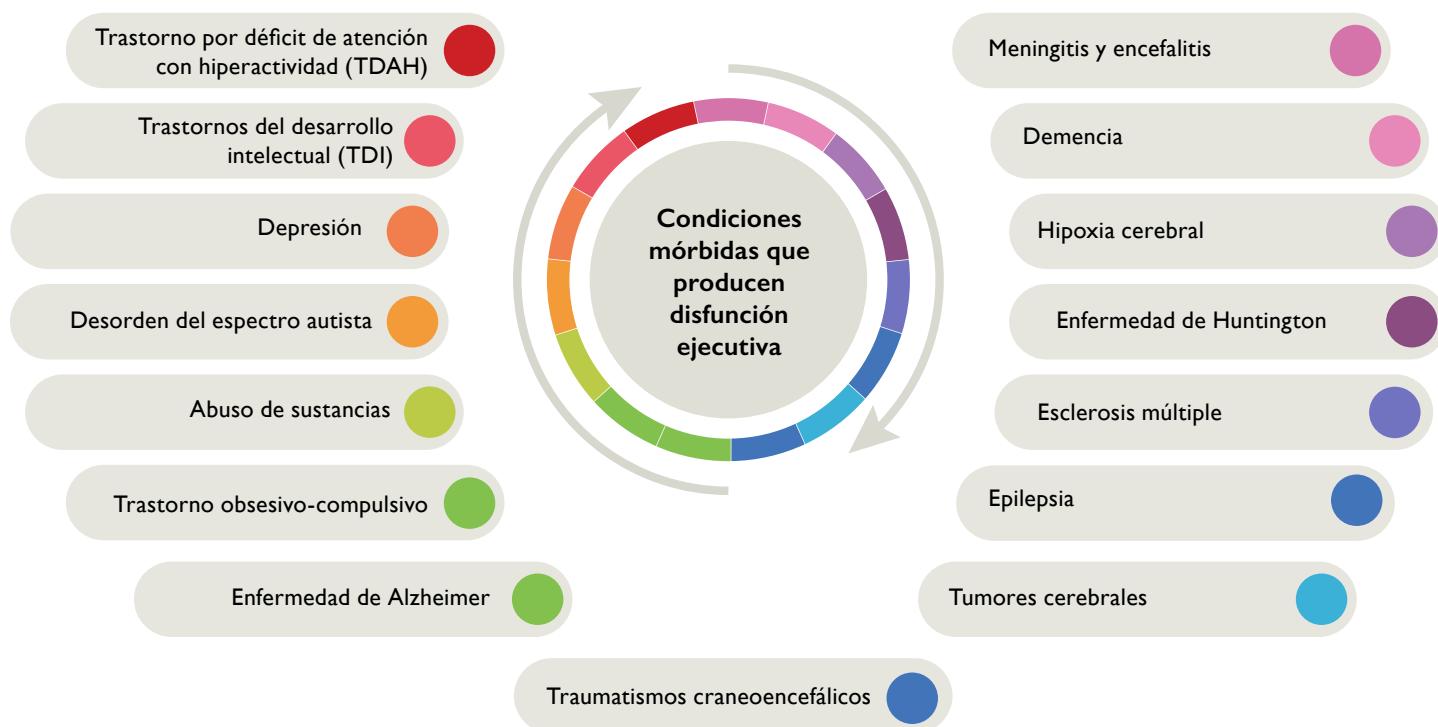 Trastorno por déficit de atención
con hiperactividad (TDAH)
Trastornos del desarrollo
intelectual (TDI)
Depresión
Desorden del espectro autista
Abuso de sustancias
Trastorno obsesivo-compulsivo
Enfermedad de Alzheimer
Condiciones
mórbidas que
producen
disfunción
ejecutiva
Meningitis y encefalitis
Demencia
Hipoxia cerebral
Enfermedad de Huntington
Esclerosis múltiple
Epilepsia
Tumores cerebrales
Traumatismos craneoencefálicos